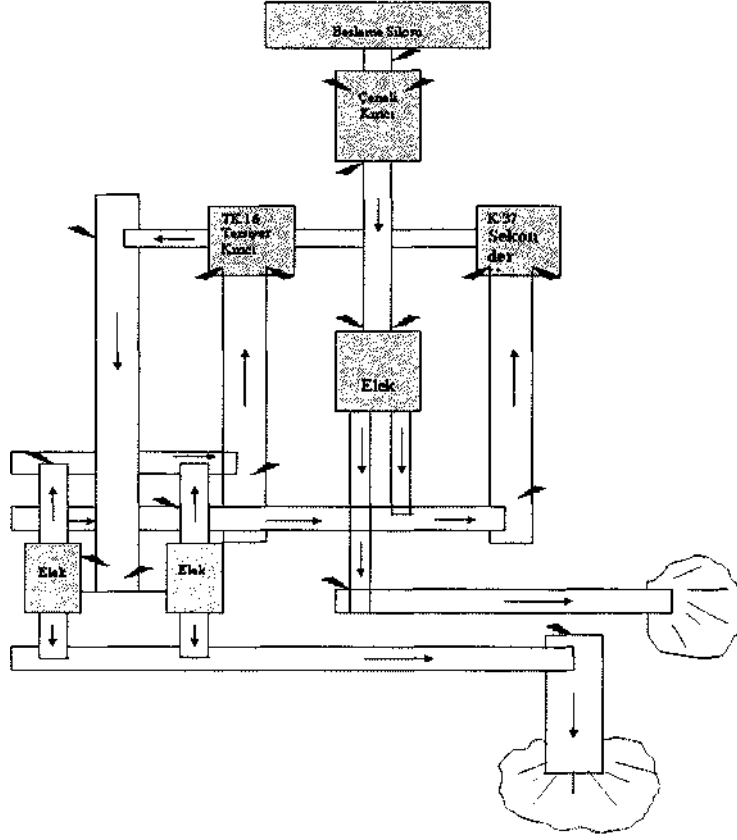 Besleme Silosu
Çeneli
Kırıcı
TK.16
Tersiyer
Kırıcı
K.37
Sekon
der
Elek
Elek
Elek